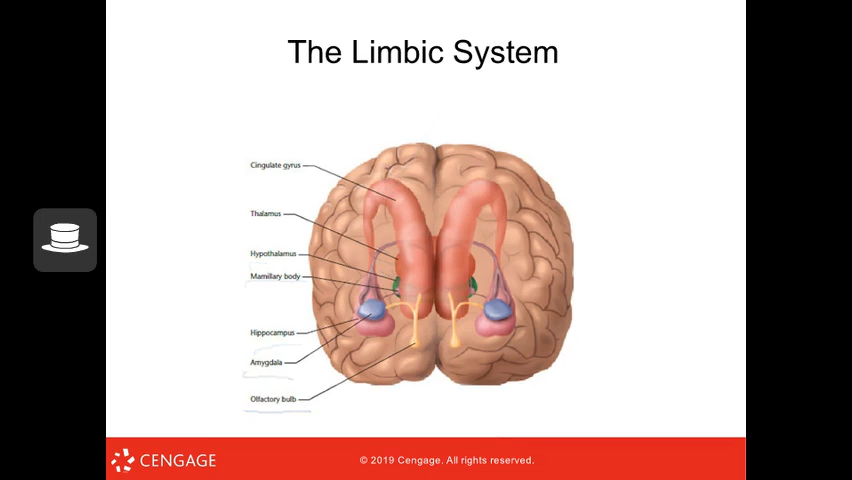 The Limbic System
Cingulate gyrus
Thalamus
Hypothalamus
Mamillary body
Hippocampus
Amygdala
Olfactory bulb
CENGAGE
© 2019 Cengage. All rights reserved.